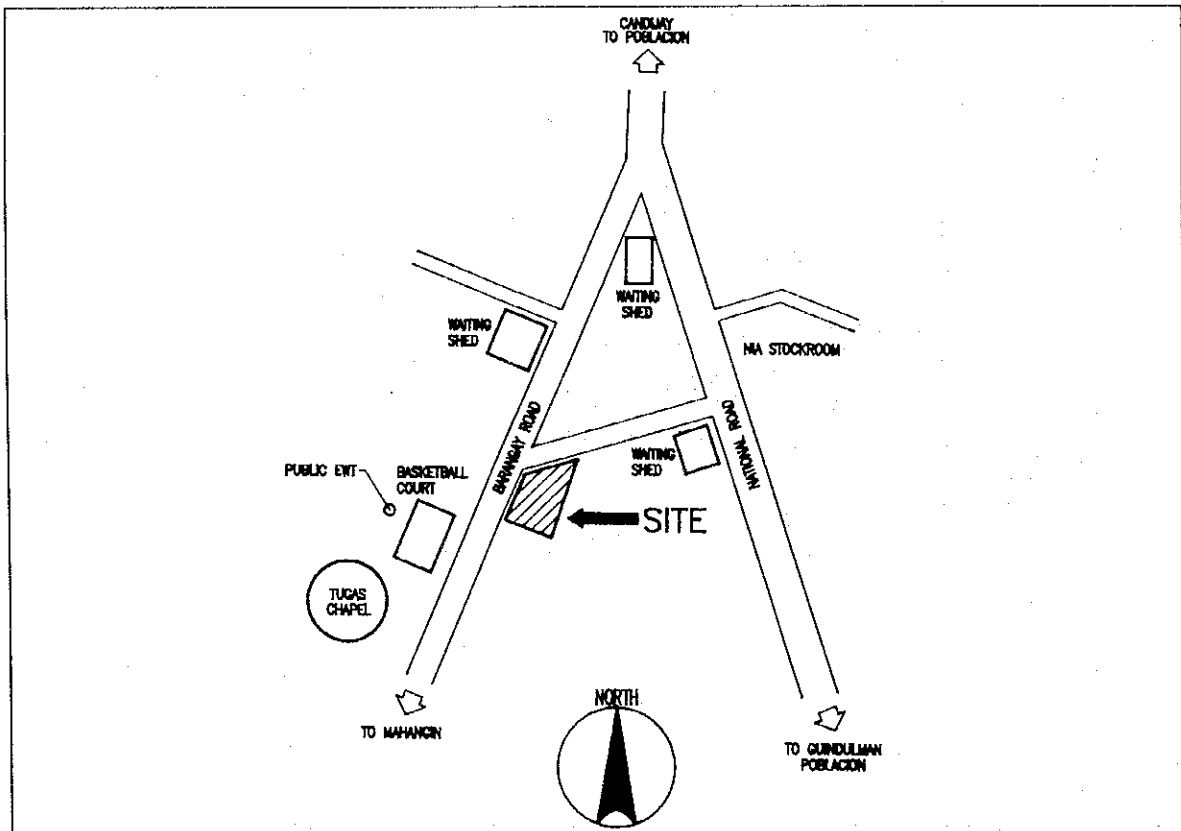 CANDIJAY
TO POBLACION
WAITING
SHED
WAITING
SHED
NIA STOCKROOM
BARANGAY ROAD
NATIONAL ROAD
WAITING
SHED
PUBLIC EWT
BASKETBALL
COURT
SITE
TUGAS
CHAPEL
NORTH
TO MAHANGIN
TO GUINDULMAN
POBLACION